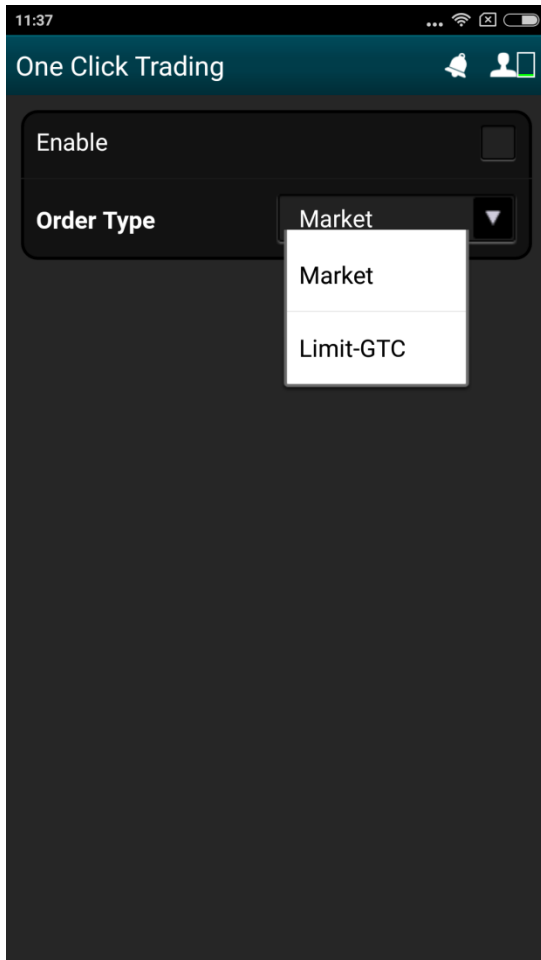 11:37
One Click Trading
Enable
Order Type Market
Market
Limit-GTC